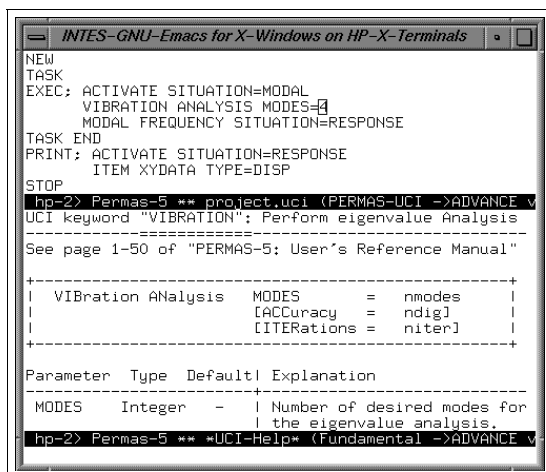 INTES-GNU-Emacs for X-Windows on HP-X-Terminals
NEW
TASK
EXEC; ACTIVATE SITUATION=MODAL
VIBRATION ANALYSIS MODES=4
MODAL FREQUENCY SITUATION=RESPONSE
TASK END
PRINT; ACTIVATE SITUATION=RESPONSE
ITEM XYDATA TYPE=DISP
STOP
hp-2> Permas-5 ** project.uci (PERMAS-UCI ->ADVANCE v
UCI keyword "VIBRATION": Perform eigenvalue Analysis
-------------============-----------------------------
See page 1-50 of "PERMAS-5: User's Reference Manual"
+----------------------------------------------------+
| VIBration ANalysis MODES = nmodes |
| [ACCuracy = ndig] |
| [ITERations = niter] |
+----------------------------------------------------+
Parameter Type Default| Explanation
----------------------+-----------------------------
MODES Integer - | Number of desired modes for
| the eigenvalue analysis.
hp-2> Permas-5 ** *UCI-Help* (Fundamental ->ADVANCE v